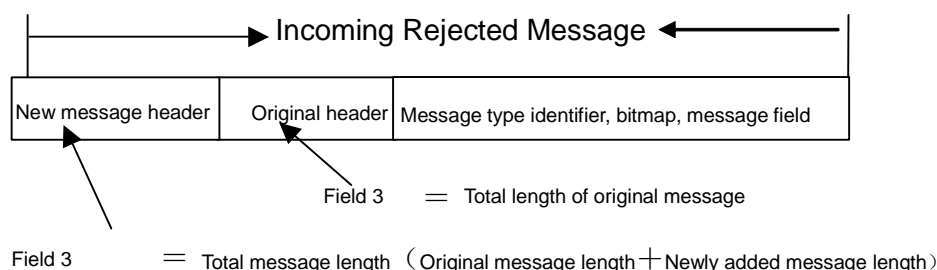 Incoming Rejected Message
New message header Original header Message type identifier, bitmap, message field
Field 3 = Total length of original message
Field 3 = Total message length（Original message length＋Newly added message length）